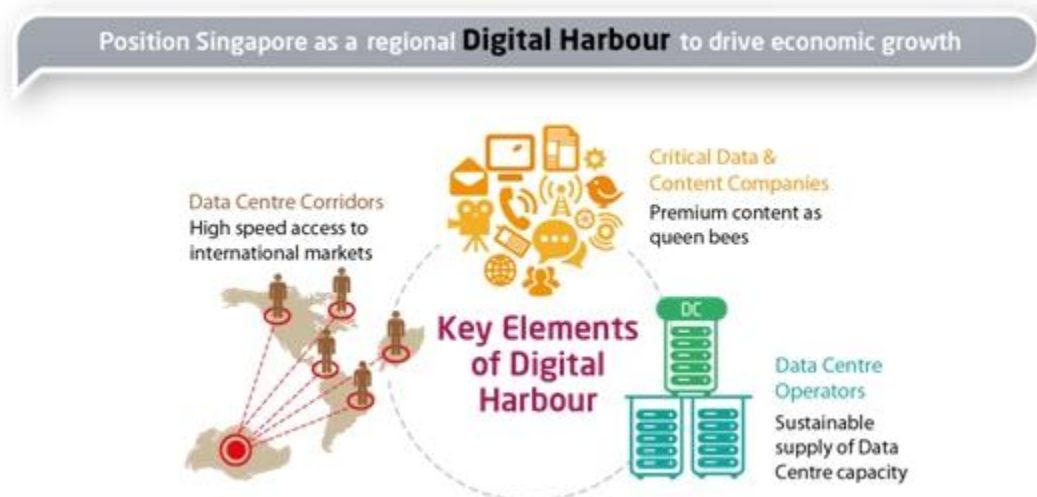 Position Singapore as a regional Digital Harbour to drive economic growth
Critical Data &
Content Companies
Premium content as
queen bees
Data Centre Corridors
High speed access to
international markets
Key Elements
of Digital
Harbour
DC
Data Centre
Operators
Sustainable
supply of Data
Centre capacity